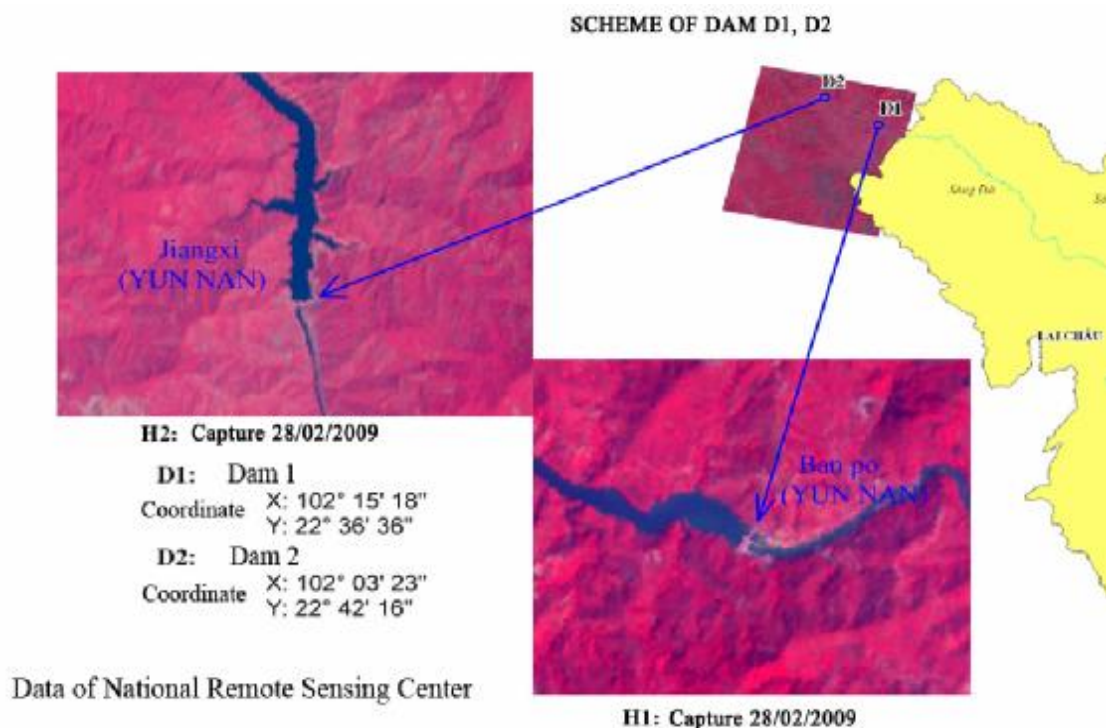 SCHEME OF DAM D1, D2
D2
D1
Sông Đà
LAI CHÂU
Jiangxi
(YUN NAN)
H2: Capture 28/02/2009
D1: Dam 1
Coordinate X: 102° 15' 18"
Y: 22° 36' 36"
D2: Dam 2
Coordinate X: 102° 03' 23"
Y: 22° 42' 16"
Ban po
(YUN NAN)
Data of National Remote Sensing Center
H1: Capture 28/02/2009